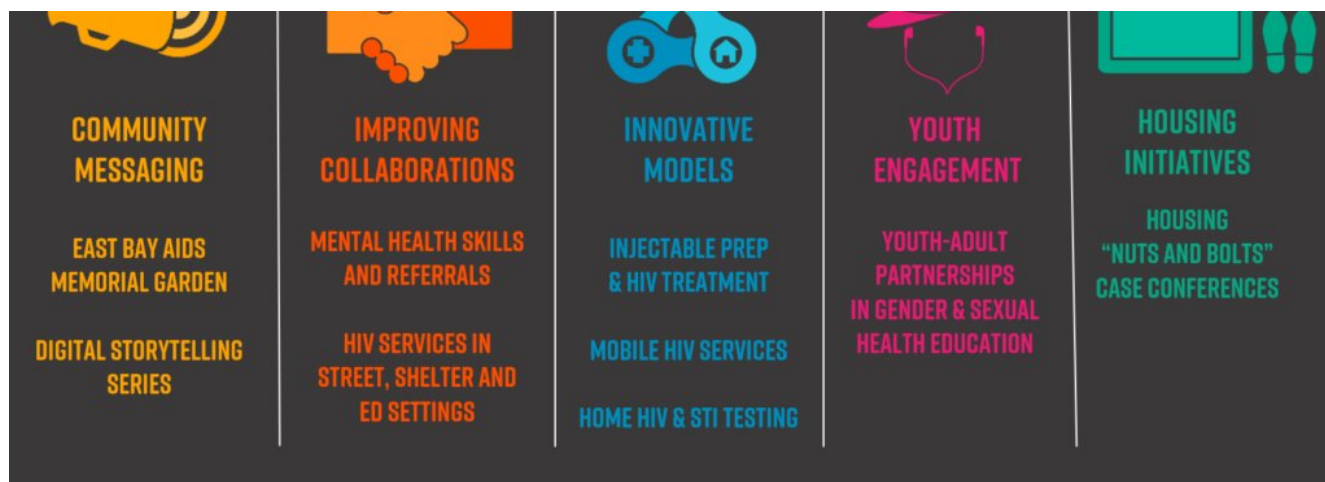 COMMUNITY
MESSAGING
EAST BAY AIDS
MEMORIAL GARDEN
DIGITAL STORYTELLING
SERIES
IMPROVING
COLLABORATIONS
MENTAL HEALTH SKILLS
AND REFERRALS
HIV SERVICES IN
STREET, SHELTER AND
ED SETTINGS
INNOVATIVE
MODELS
INJECTABLE PREP
& HIV TREATMENT
MOBILE HIV SERVICES
HOME HIV & STI TESTING
YOUTH
ENGAGEMENT
YOUTH-ADULT
PARTNERSHIPS
IN GENDER & SEXUAL
HEALTH EDUCATION
HOUSING
INITIATIVES
HOUSING
“NUTS AND BOLTS”
CASE CONFERENCES